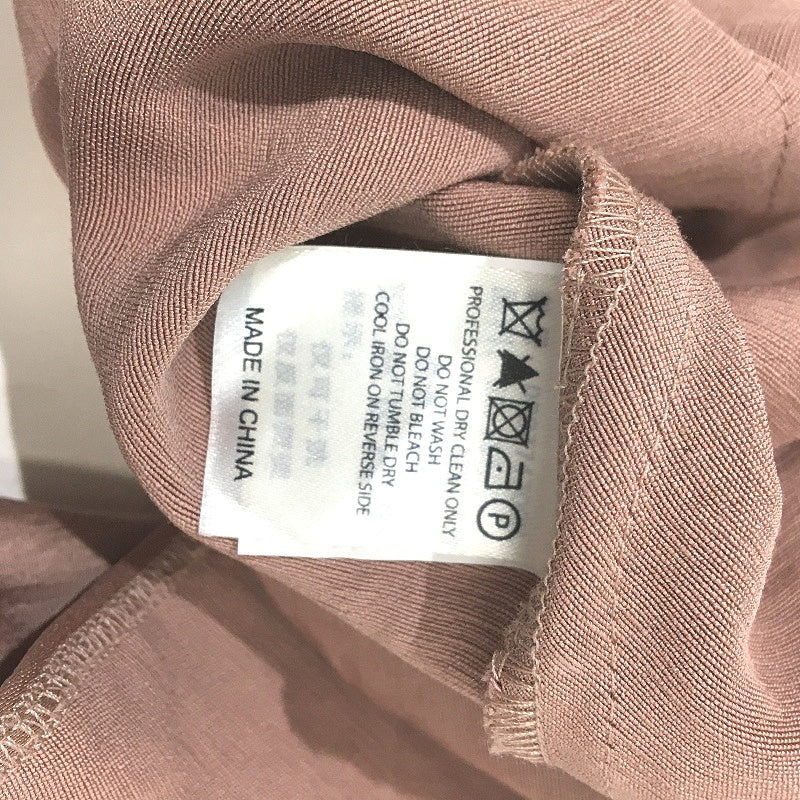 PROFESSIONAL DRY CLEAN ONLY
DO NOT WASH
DO NOT BLEACH
DO NOT TUMBLE DRY
COOL IRON ON REVERSE SIDE
MADE IN CHINA
P